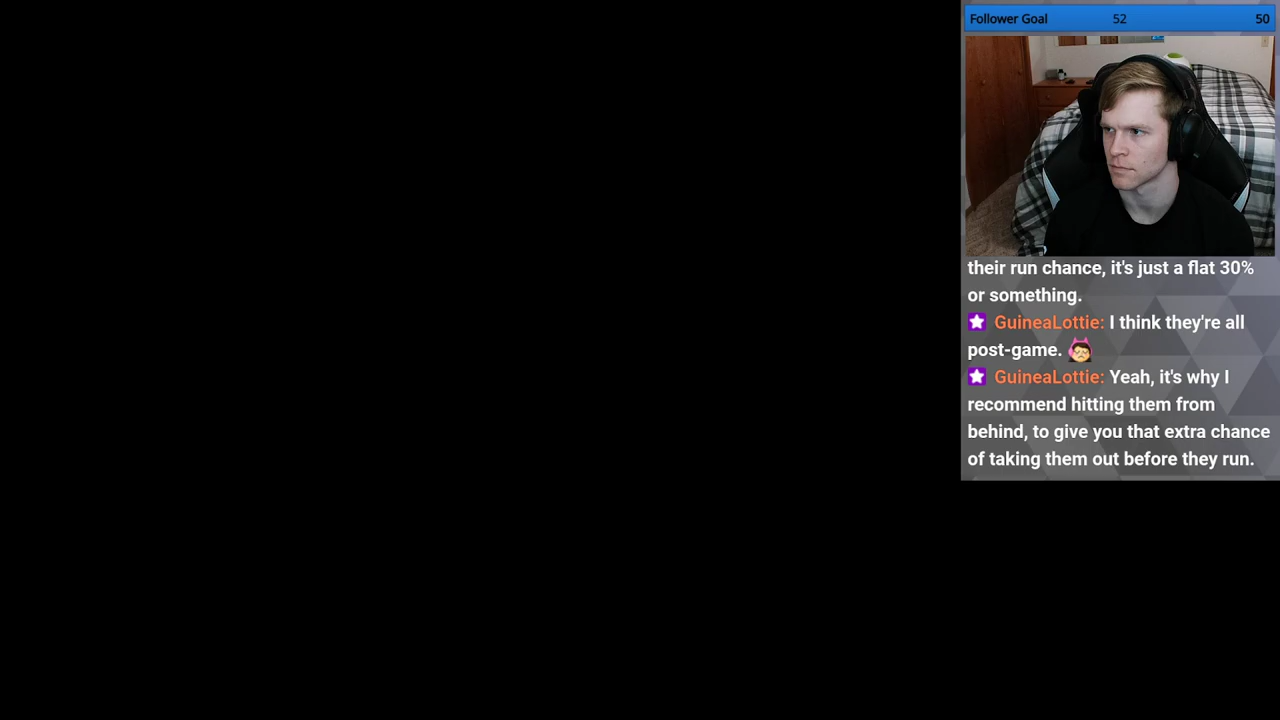 Follower Goal 52 50
their run chance, it's just a flat 30%
or something.
GuineaLottie: I think they're all
post-game.
GuineaLottie: Yeah, it's why I
recommend hitting them from
behind, to give you that extra chance
of taking them out before they run.